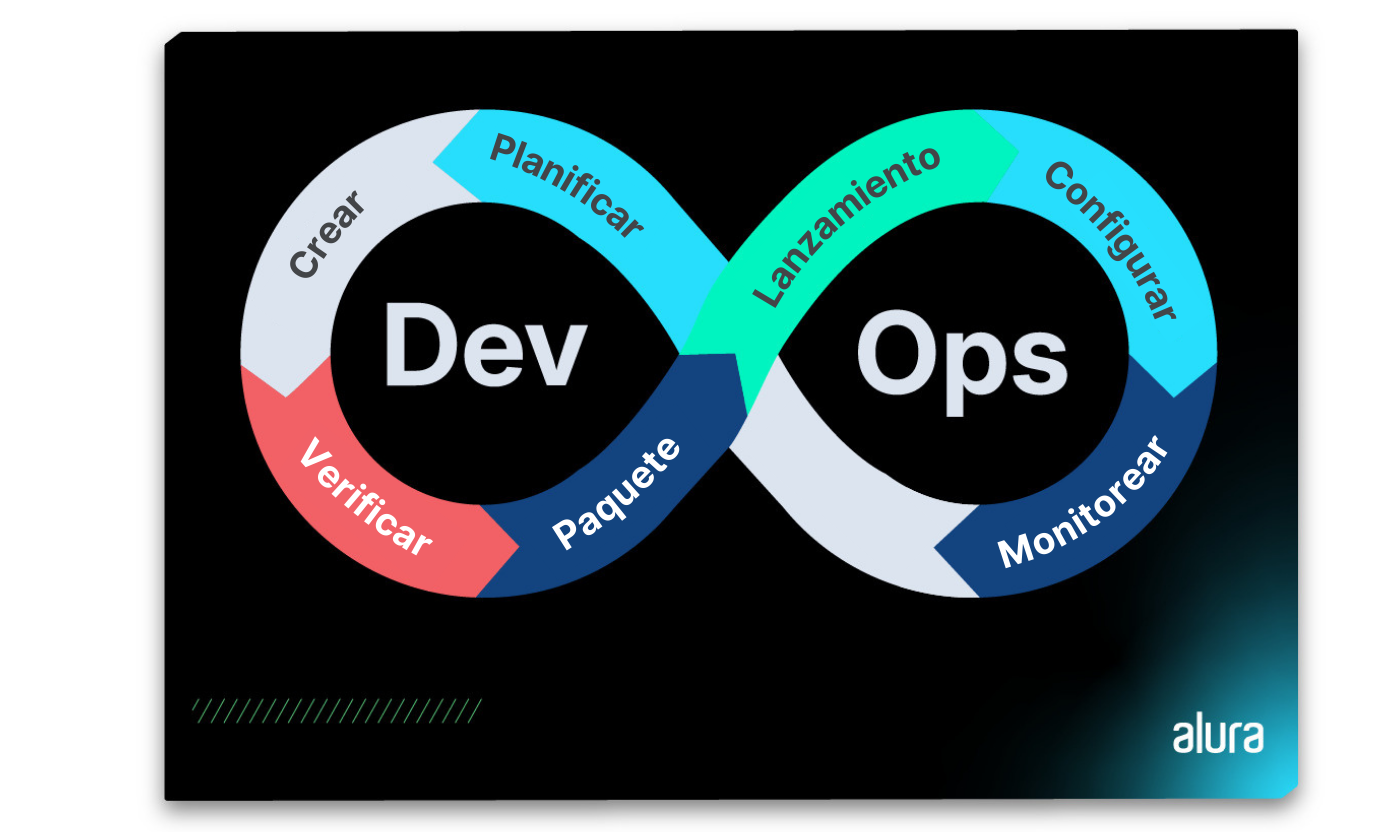 Planificar
Crear
Verificar
Paquete
Lanzamiento
Configurar
Monitorear
Dev
Ops
alura